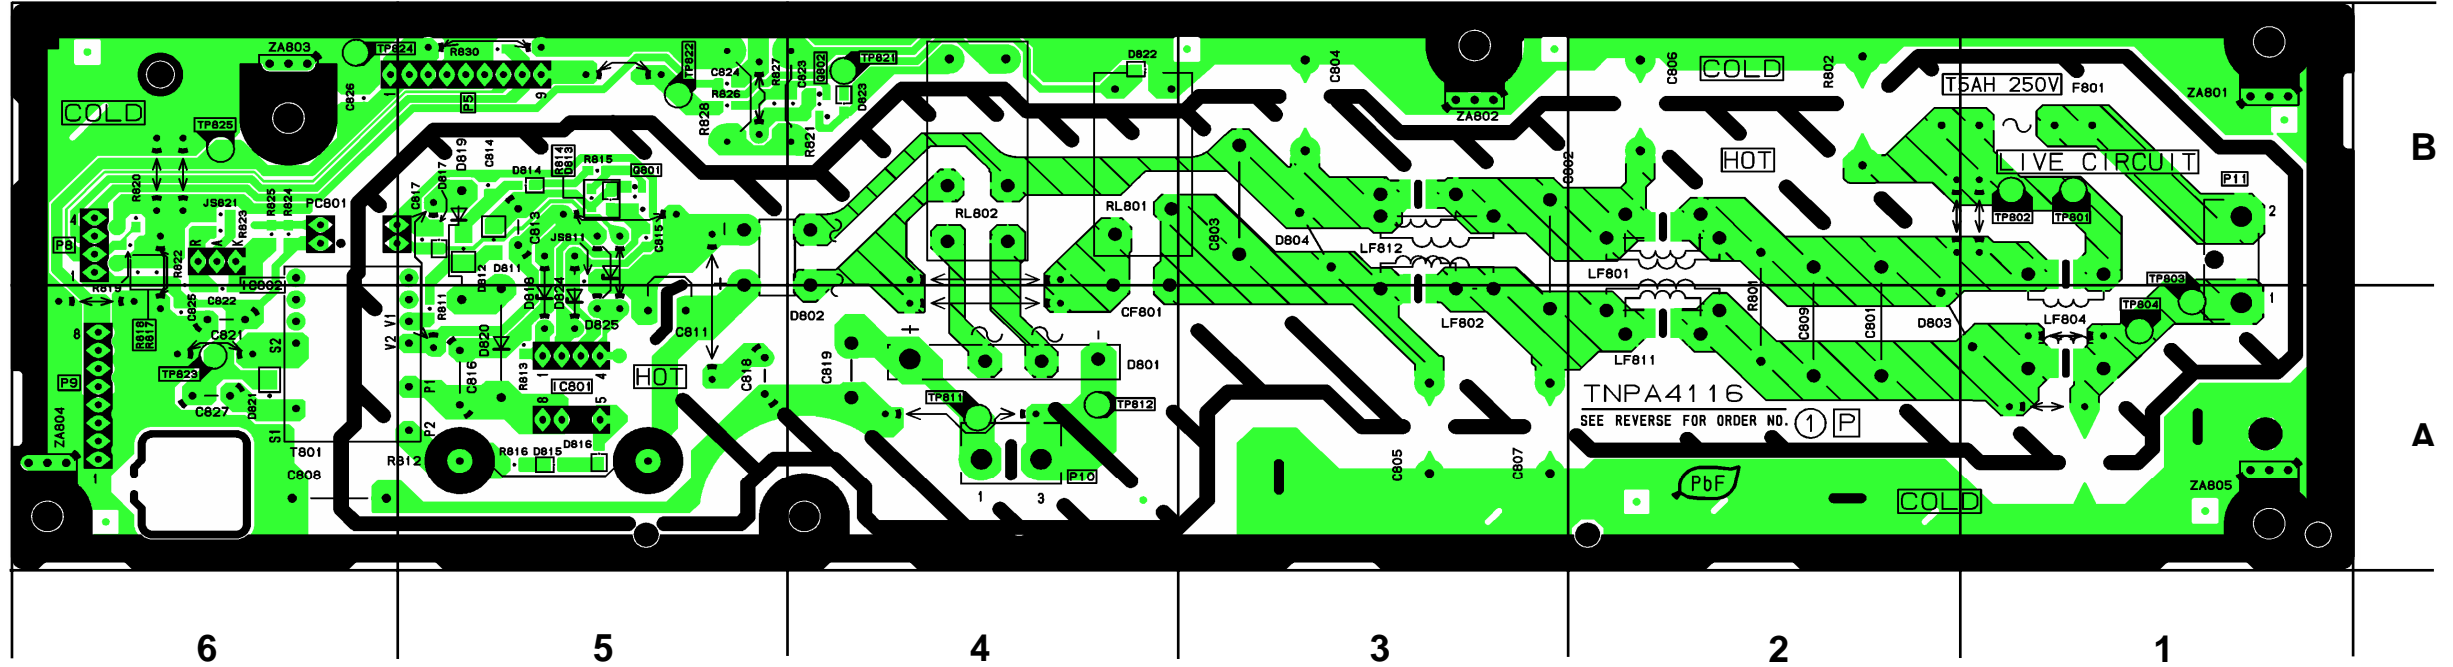 ZA803
TP824
R830
TP822
C824
R827
C823
Q802
TP821
D822
C804
C806
COLD
R802
T5AH 250V
F801
ZA801
COLD
C826
1
P5
9
R826
R828
D823
R821
ZA802
TP825
HOT
LIVE CIRCUIT
R820
D817
D819
C814
D814
R814
D813
R815
Q801
C802
P11
JS821
R825
R824
PC801
C817
R823
4
P8
1
R A K
R822
C813
JS811
C815
RL802
RL801
C803
D804
LF812
LF801
TP802
TP801
2
TP803
1
R819
IC802
D812
D811
D818
D824
C825
C822
R811
R818
R817
C821
V1
V2
D820
D825
C811
D802
CF801
LF802
R801
C809
C801
D803
TP804
LF804
8
S2
TP823
P9
C816
R813
1
IC801
4
HOT
C818
C819
D801
LF811
TNPA4116
SEE REVERSE FOR ORDER NO. 1 P
C827
D821
P1
8
5
TP811
TP812
ZA804
S1
P2
T801
R812
R816
D815
D816
C808
1
1
3
P10
C805
C807
PbF
COLD
ZA805
B
A
6
5
4
3
2
1